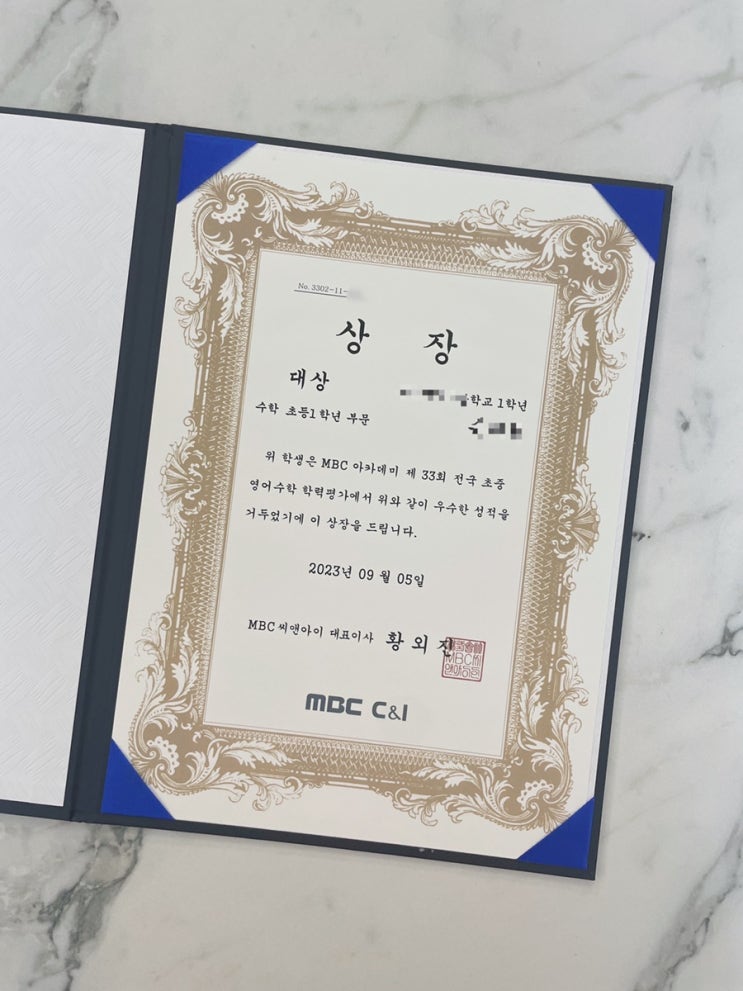 No. 3302-11-
상 장
대상
학교 1학년
수학 초등1학년 부문
위 학생은 MBC 아카데미 제 33회 전국 초중
영어수학 학력평가에서 위와 같이 우수한 성적을
거두었기에 이 상장을 드립니다.
2023년 09 월 05일
MBC 씨앤아이 대표이사 황 외 진
MBC C&I